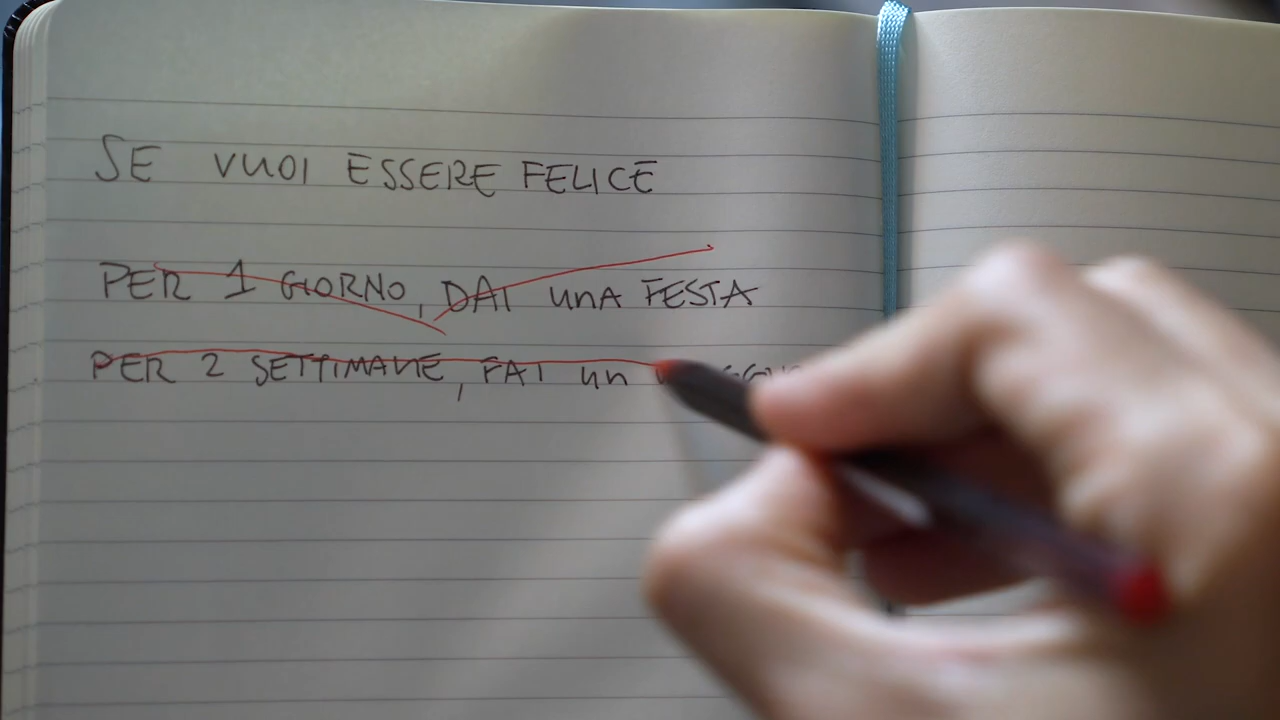 SE VUOI ESSERE FELICE
PER 1 GIORNO, DAI UNA FESTA
PER 2 SETTIMANE, FAI UN